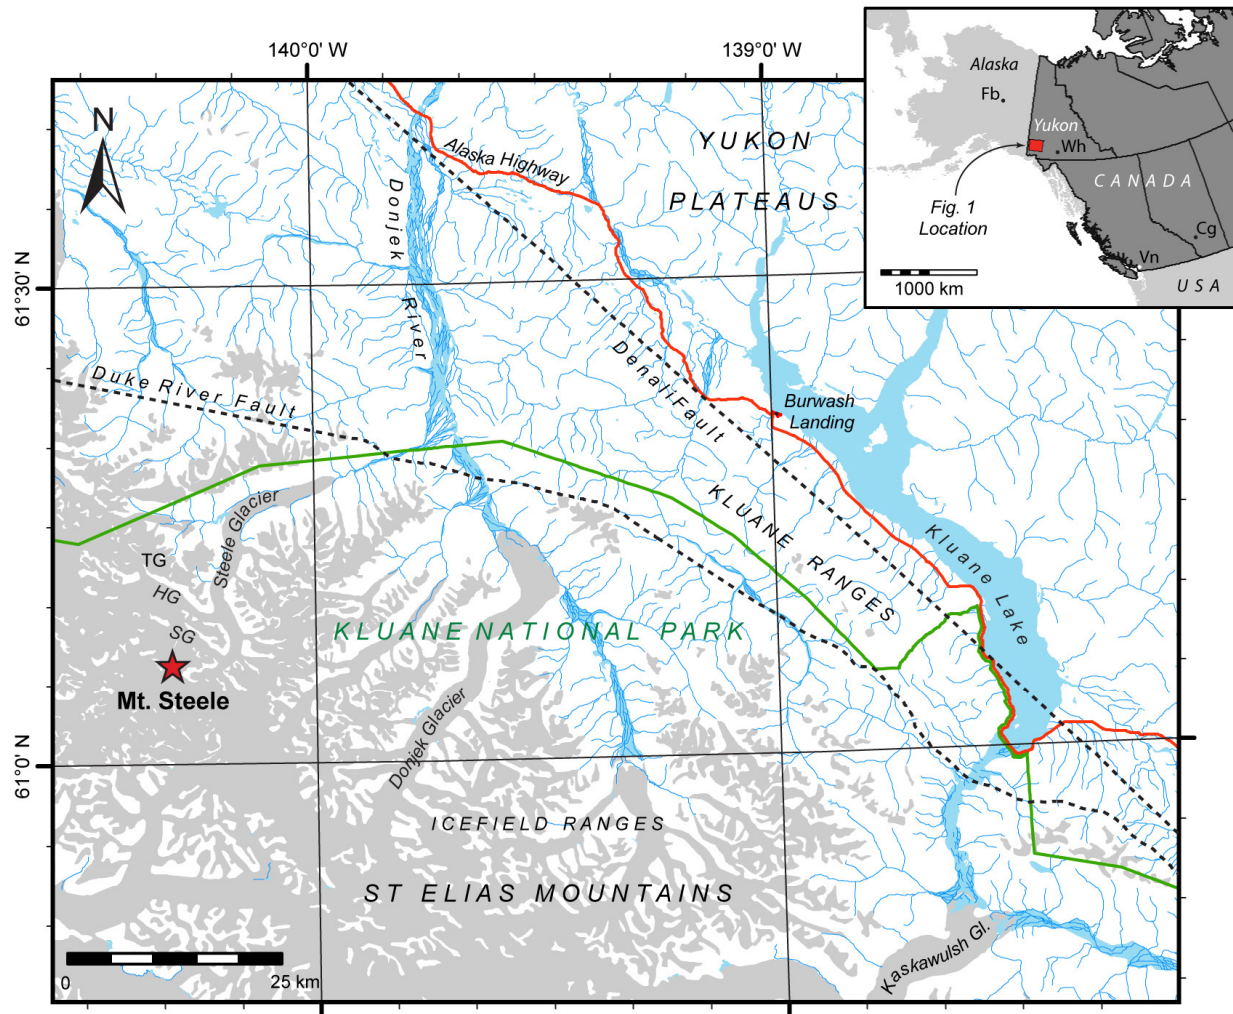 140°0' W
139°0' W
61°30' N
61°0' N
N
YUKON
PLATEAUS
Alaska Highway
Donjek
River
Duke River Fault
Denali Fault
Burwash
Landing
Steele Glacier
KLUANE RANGES
Kluane Lake
TG
HG
SG
Mt. Steele
KLUANE NATIONAL PARK
Donjek Glacier
ICEFIELD RANGES
ST ELIAS MOUNTAINS
Kaskawulsh Gl.
0
25 km
Alaska
Fb
Yukon
Wh
CANADA
Fig. 1
Location
Cg
Vn
1000 km
USA